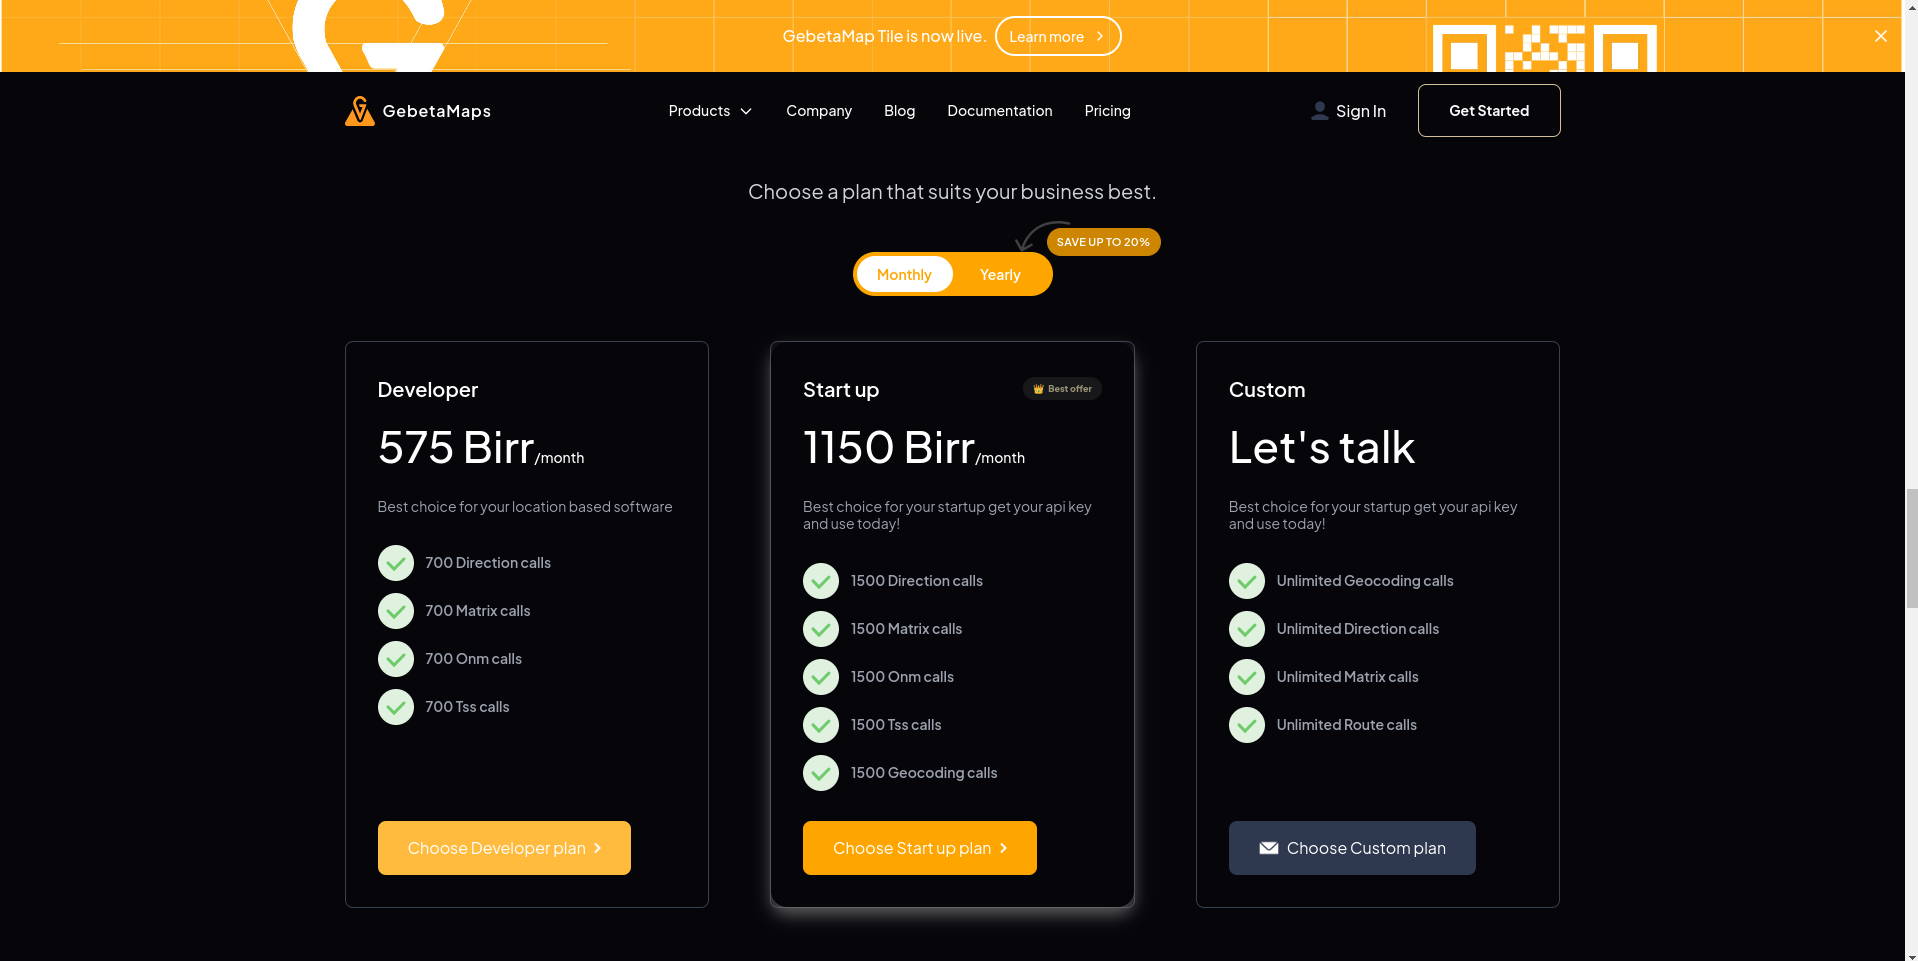 GebetaMap Tile is now live. Learn more
GebetaMaps
Products Company Blog Documentation Pricing
Sign In
Get Started
Choose a plan that suits your business best.
SAVE UP TO 20%
Monthly Yearly
Developer
575 Birr/month
Best choice for your location based software
700 Direction calls
700 Matrix calls
700 Onm calls
700 Tss calls
Choose Developer plan
Start up
Best offer
1150 Birr/month
Best choice for your startup get your api key
and use today!
1500 Direction calls
1500 Matrix calls
1500 Onm calls
1500 Tss calls
1500 Geocoding calls
Choose Start up plan
Custom
Let's talk
Best choice for your startup get your api key
and use today!
Unlimited Geocoding calls
Unlimited Direction calls
Unlimited Matrix calls
Unlimited Route calls
Choose Custom plan